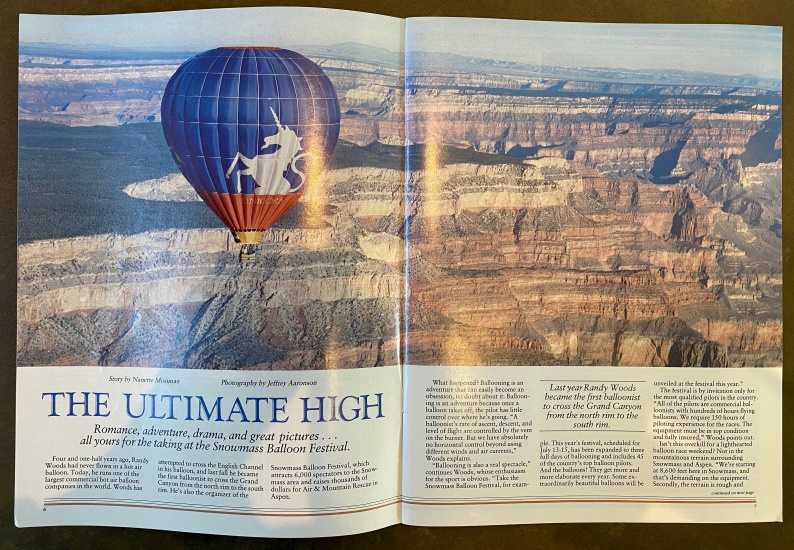 Story by Nanette Mosiman
Photography by Jeffrey Aaronson
THE ULTIMATE HIGH
Romance, adventure, drama, and great pictures . . .
all yours for the taking at the Snowmass Balloon Festival.
Four and one-half years ago, Randy
Woods had never flown in a hot air
balloon. Today, he runs one of the
largest commercial hot air balloon
companies in the world. Woods has
attempted to cross the English Channel
in his balloon, and last fall he became
the first balloonist to cross the Grand
Canyon from the north rim to the south
rim. He's also the organizer of the
Snowmass Balloon Festival, which
attracts 6,000 spectators to the Snow-
mass area and raises thousands of
dollars for Air & Mountain Rescue in
Aspen.
6
What happened? Ballooning is an
adventure that can easily become an
obsession, no doubt about it. Balloon-
ing is an adventure because once a
balloon takes off, the pilot has little
control over where he's going. "A
balloonist's rate of ascent, descent, and
level of flight are controlled by the vent
on the burner. But we have absolutely
no horizontal control beyond using
different winds and air currents,"
Woods explains.
"Ballooning is also a real spectacle,"
continues Woods, whose enthusiasm
for the sport is obvious. "Take the
Snowmass Balloon Festival, for exam-
Last year Randy Woods
became the first balloonist
to cross the Grand Canyon
from the north rim to the
south rim.
ple. This year's festival, scheduled for
July 13-15, has been expanded to three
full days of ballooning and includes 45
of the country's top balloon pilots.
And the balloons! They get more and
more elaborate every year. Some ex-
traordinarily beautiful balloons will be
unveiled at the festival this year."
The festival is by invitation only for
the most qualified pilots in the country.
"All of the pilots are commercial bal-
loonists with hundreds of hours flying
balloons. We require 150 hours of
piloting experience for the races. The
equipment must be in top condition
and fully insured," Woods points out.
Isn't this overkill for a lighthearted
balloon race weekend? Not in the
mountainous terrain surrounding
Snowmass and Aspen. "We're starting
at 8,600 feet here in Snowmass, and
that's demanding on the equipment.
Secondly, the terrain is rough and
continued on next page
7